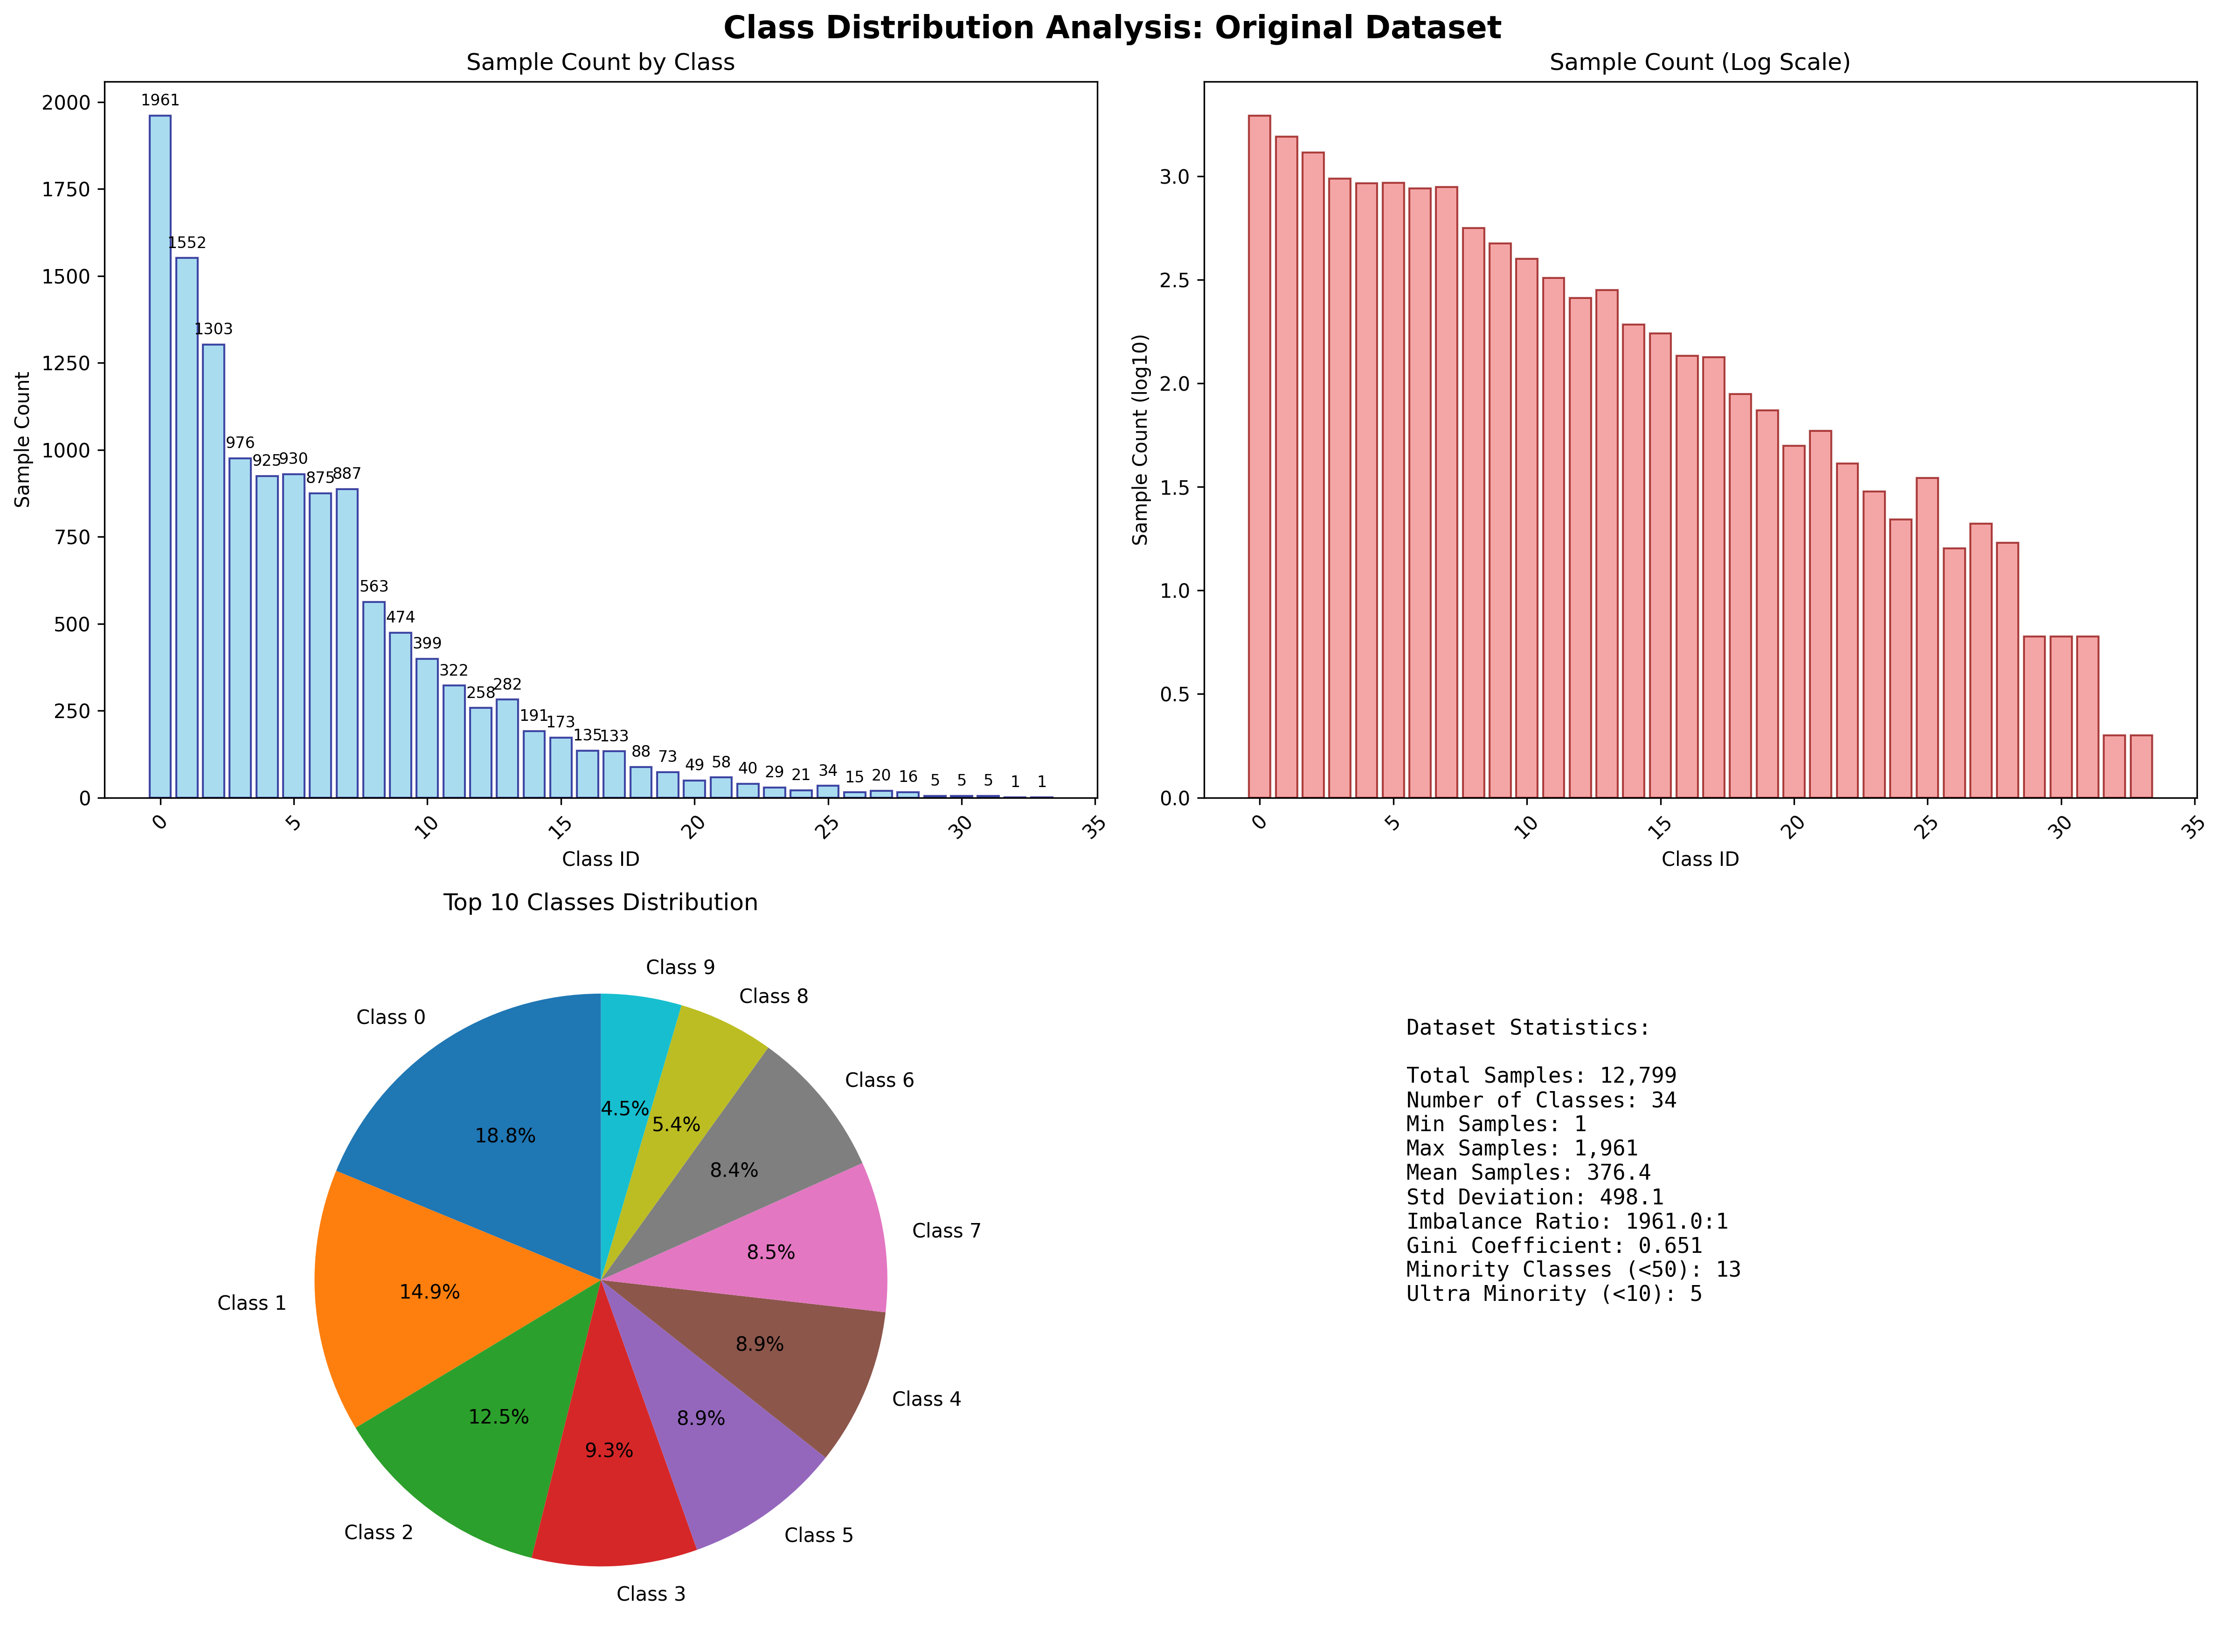 Class Distribution Analysis: Original Dataset
Sample Count by Class
Sample Count
2000
1750
1500
1250
1000
750
500
250
0
1961
1552
1303
976
925
930
875
887
563
474
399
322
258
282
191
173
135
133
88
73
49
58
40
29
21
34
15
20
16
5
5
5
1
1
0
5
10
15
20
25
30
35
Class ID
Sample Count (Log Scale)
Sample Count (log10)
3.0
2.5
2.0
1.5
1.0
0.5
0.0
0
5
10
15
20
25
30
35
Class ID
Top 10 Classes Distribution
Class 0
18.8%
Class 1
14.9%
Class 2
12.5%
Class 3
9.3%
Class 5
8.9%
Class 4
8.9%
Class 7
8.5%
Class 6
8.4%
Class 8
5.4%
Class 9
4.5%
Dataset Statistics:
Total Samples: 12,799
Number of Classes: 34
Min Samples: 1
Max Samples: 1,961
Mean Samples: 376.4
Std Deviation: 498.1
Imbalance Ratio: 1961.0:1
Gini Coefficient: 0.651
Minority Classes (<50): 13
Ultra Minority (<10): 5